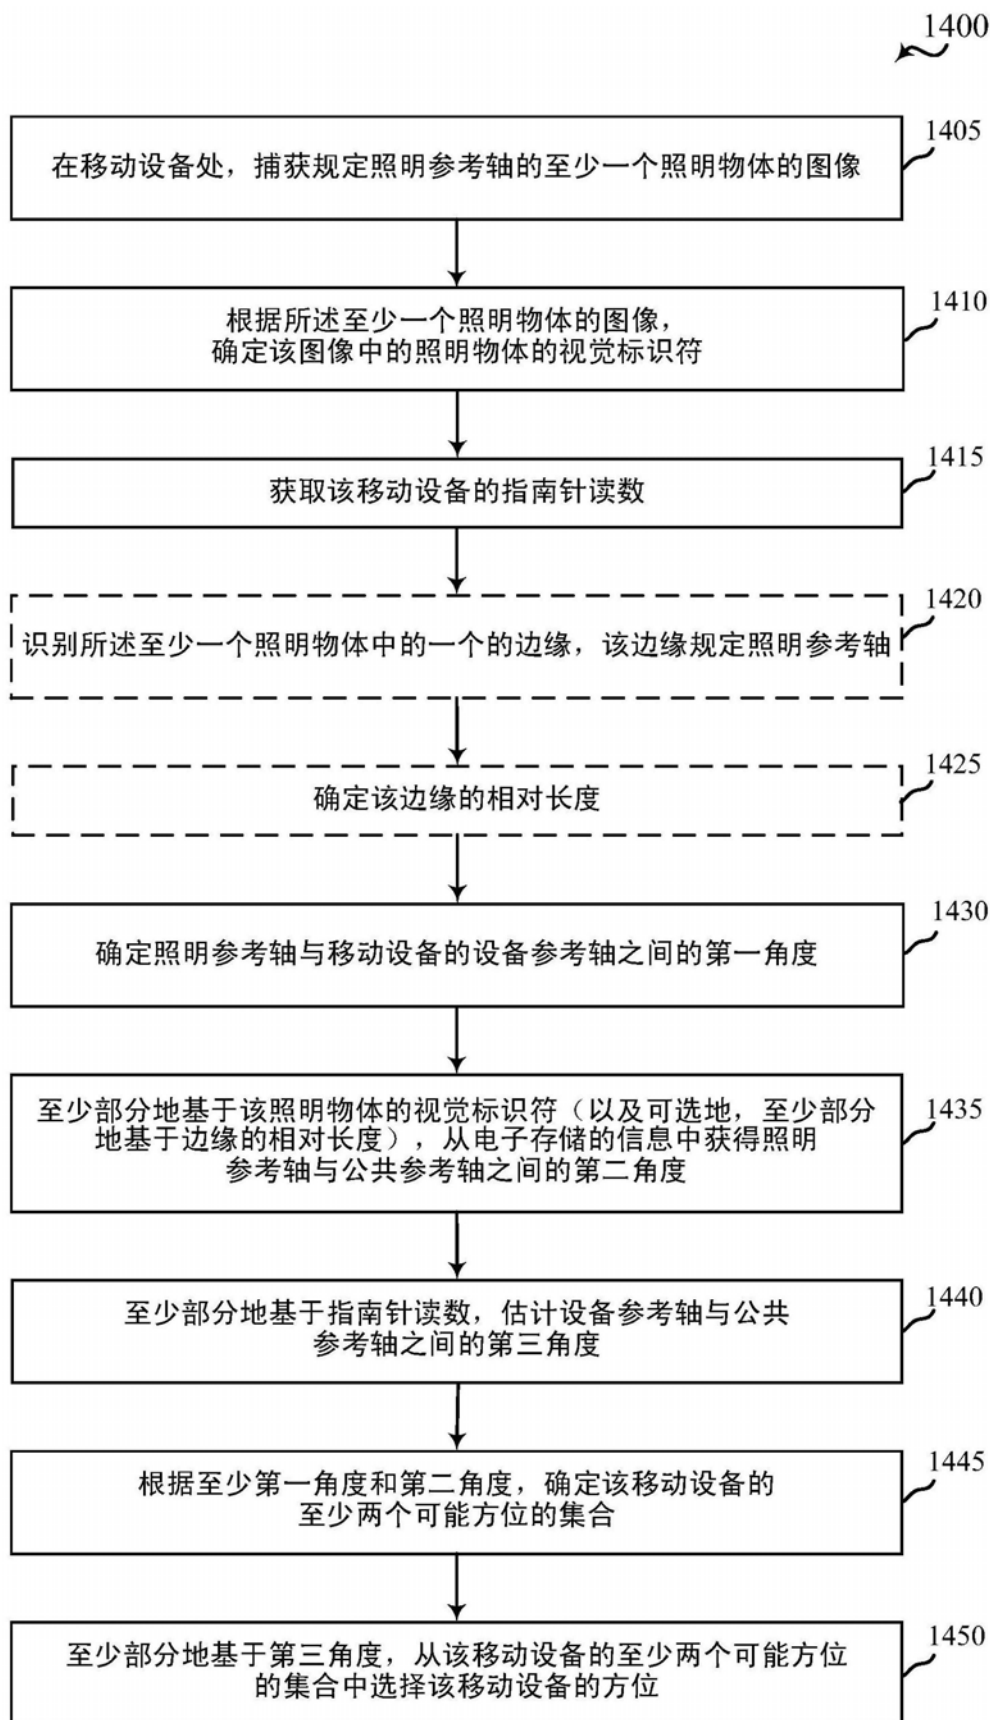 1400
1405
在移动设备处，捕获规定照明参考轴的至少一个照明物体的图像
1410
根据所述至少一个照明物体的图像，
确定该图像中的照明物体的视觉标识符
1415
获取该移动设备的指南针读数
1420
识别所述至少一个照明物体中的一个的边缘，该边缘规定照明参考轴
1425
确定该边缘的相对长度
1430
确定照明参考轴与移动设备的设备参考轴之间的第一角度
1435
至少部分地基于该照明物体的视觉标识符（以及可选地，至少部分
地基于边缘的相对长度），从电子存储的信息中获得照明
参考轴与公共参考轴之间的第二角度
1440
至少部分地基于指南针读数，估计设备参考轴与公共
参考轴之间的第三角度
1445
根据至少第一角度和第二角度，确定该移动设备的
至少两个可能方位的集合
1450
至少部分地基于第三角度，从该移动设备的至少两个可能方位
的集合中选择该移动设备的方位